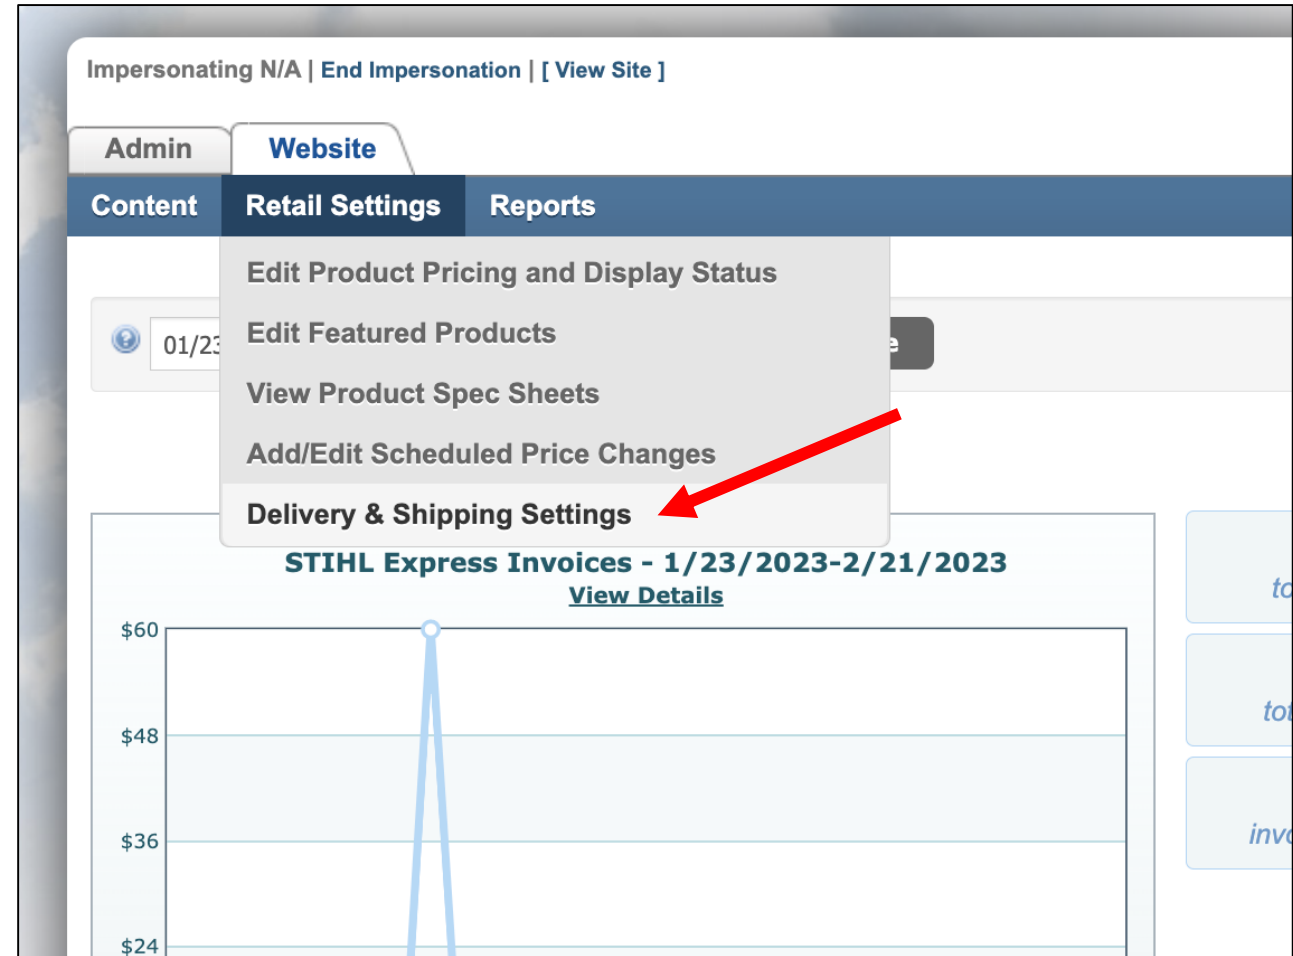 Impersonating N/A | End Impersonation | [ View Site ]
Admin Website
Content Retail Settings Reports
Edit Product Pricing and Display Status
01/23
Edit Featured Products
View Product Spec Sheets
Add/Edit Scheduled Price Changes
Delivery & Shipping Settings
STIHL Express Invoices - 1/23/2023-2/21/2023
View Details
$60
$48
$36
$24